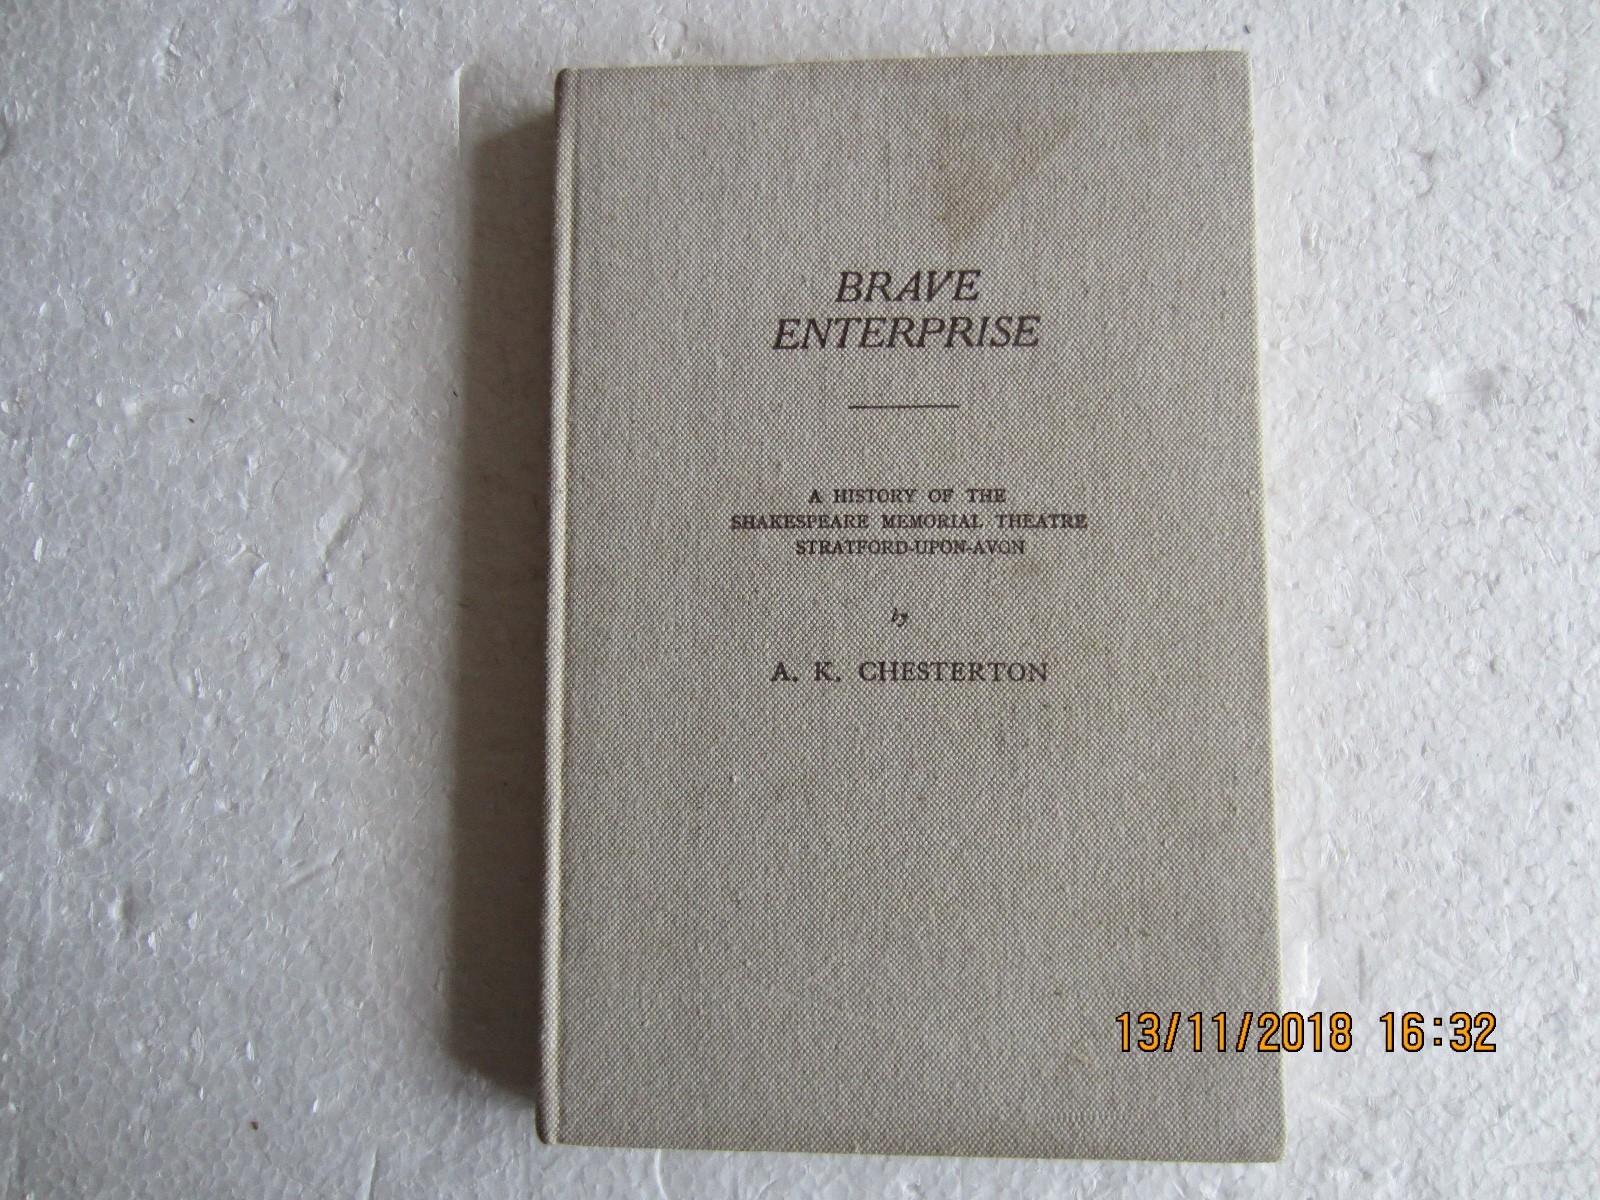 BRAVE
ENTERPRISE
A HISTORY OF THE
SHAKESPEARE MEMORIAL THEATRE
STRATFORD-UPON-AVON
by
A. K. CHESTERTON
13/11/2018 16:32